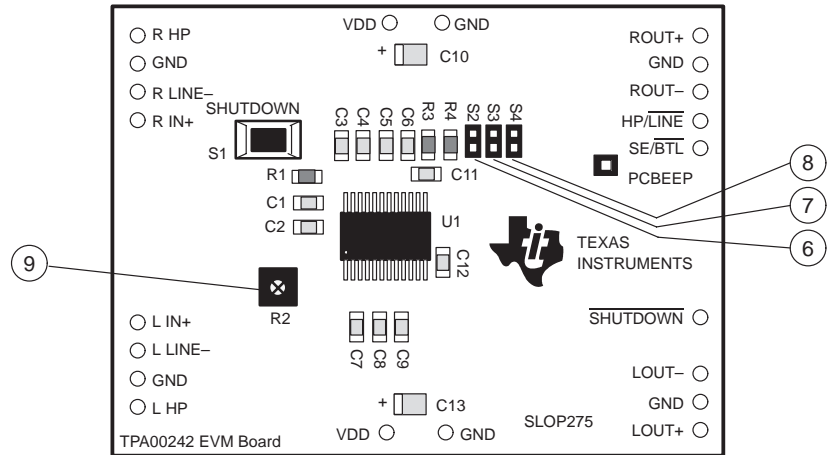 VDD GND
R HP
GND
R LINE–
R IN+
+ C10
ROUT+
GND
ROUT–
HP/LINE
SE/BTL
SHUTDOWN
S1
C3 C4 C5 C6 R3 R4 S2 S3 S4
PCBEEP
8
7
6
R1
C11
C1
C2
U1
C12
TEXAS
INSTRUMENTS
9
R2
L IN+
L LINE–
GND
L HP
C7 C8 C9
SHUTDOWN
LOUT–
GND
LOUT+
+ C13
SLOP275
TPA00242 EVM Board
VDD GND